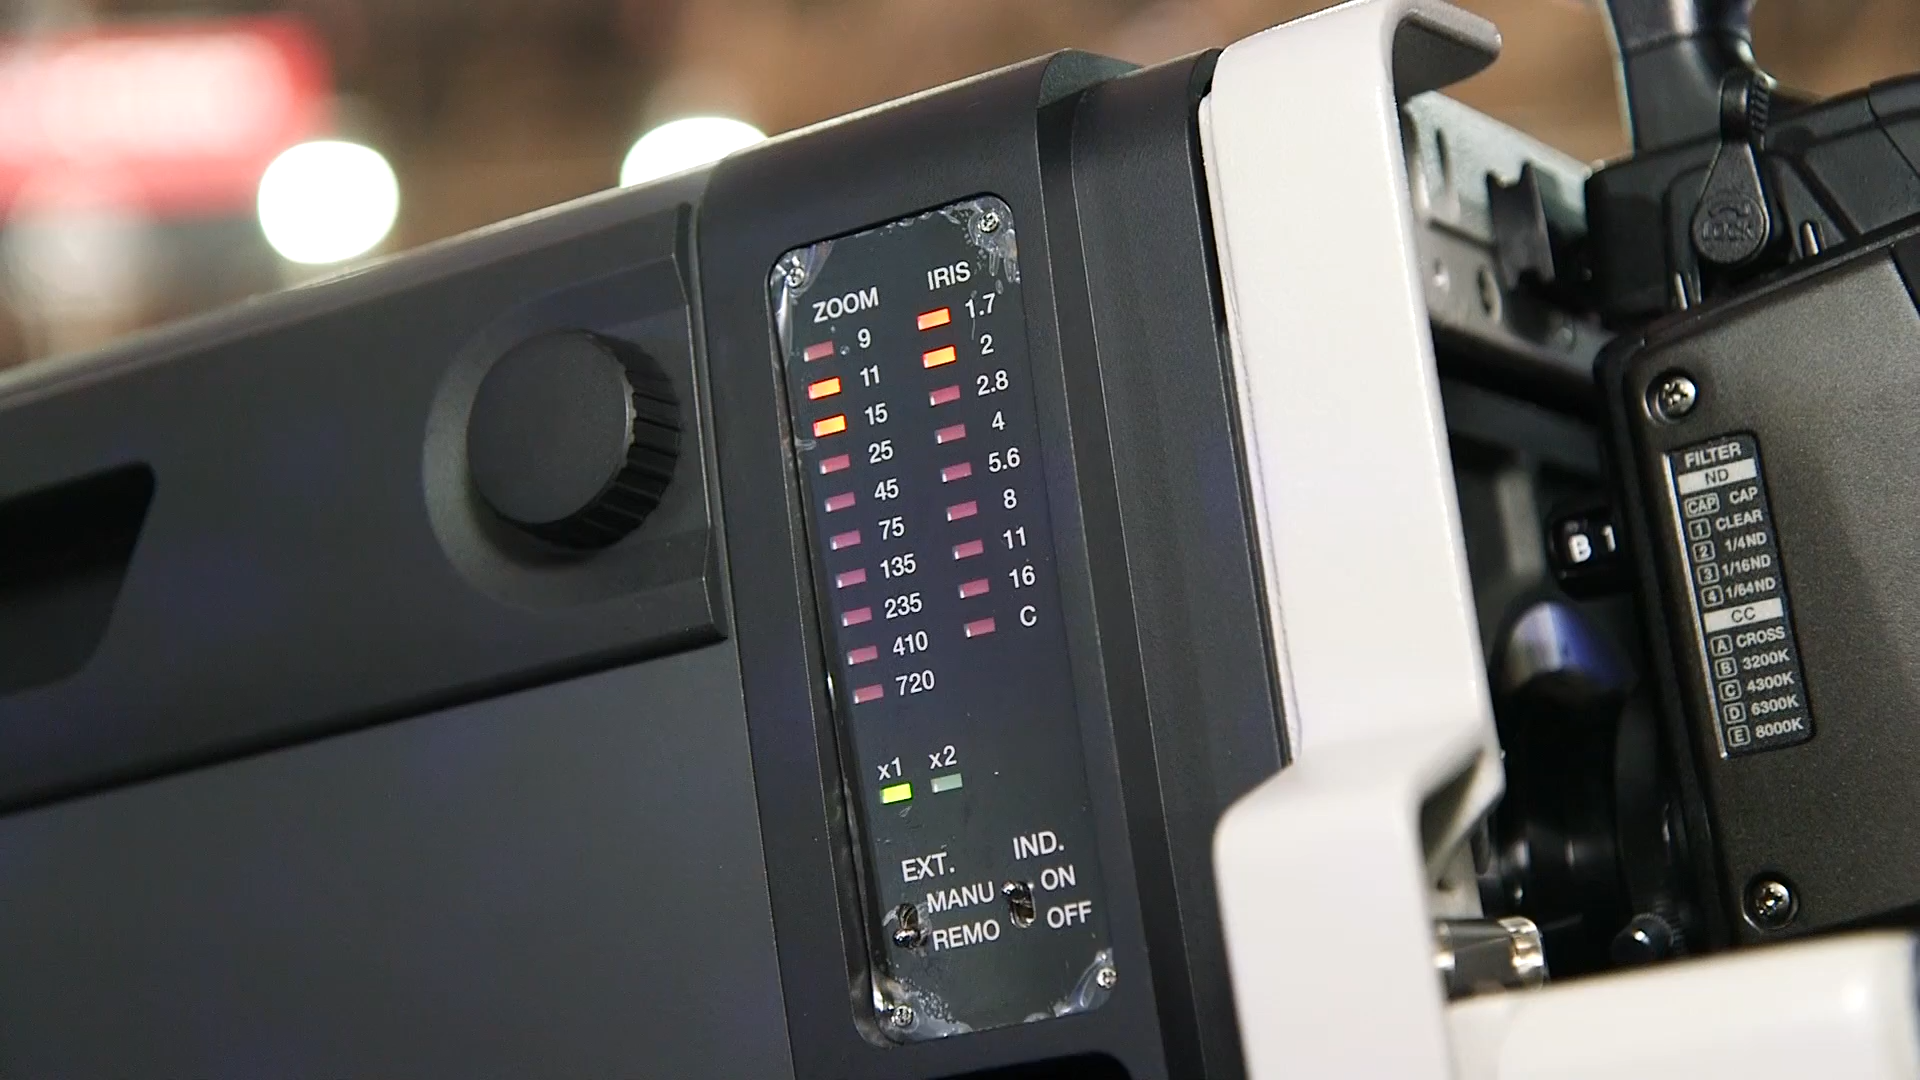 ZOOM
9
11
15
25
45
75
135
235
410
720
IRIS
1.7
2
2.8
4
5.6
8
11
16
C
x1 x2
EXT.
MANU
REMO
IND.
ON
OFF
B 1
FILTER
ND
CAP CAP
1 CLEAR
2 1/4ND
3 1/16ND
4 1/64ND
CC
A CROSS
B 3200K
C 4300K
D 6300K
E 8000K